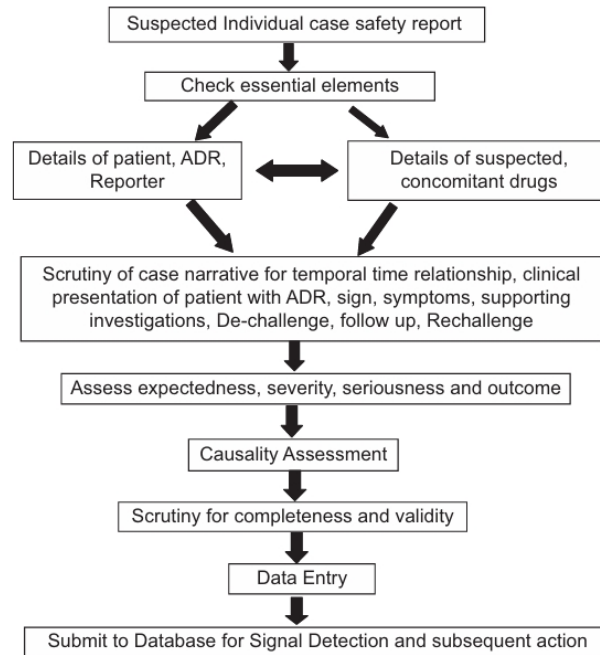 Suspected Individual case safety report
Check essential elements
Details of patient, ADR,
Reporter
Details of suspected,
concomitant drugs
Scrutiny of case narrative for temporal time relationship, clinical
presentation of patient with ADR, sign, symptoms, supporting
investigations, De-challenge, follow up, Rechallenge
Assess expectedness, severity, seriousness and outcome
Causality Assessment
Scrutiny for completeness and validity
Data Entry
Submit to Database for Signal Detection and subsequent action